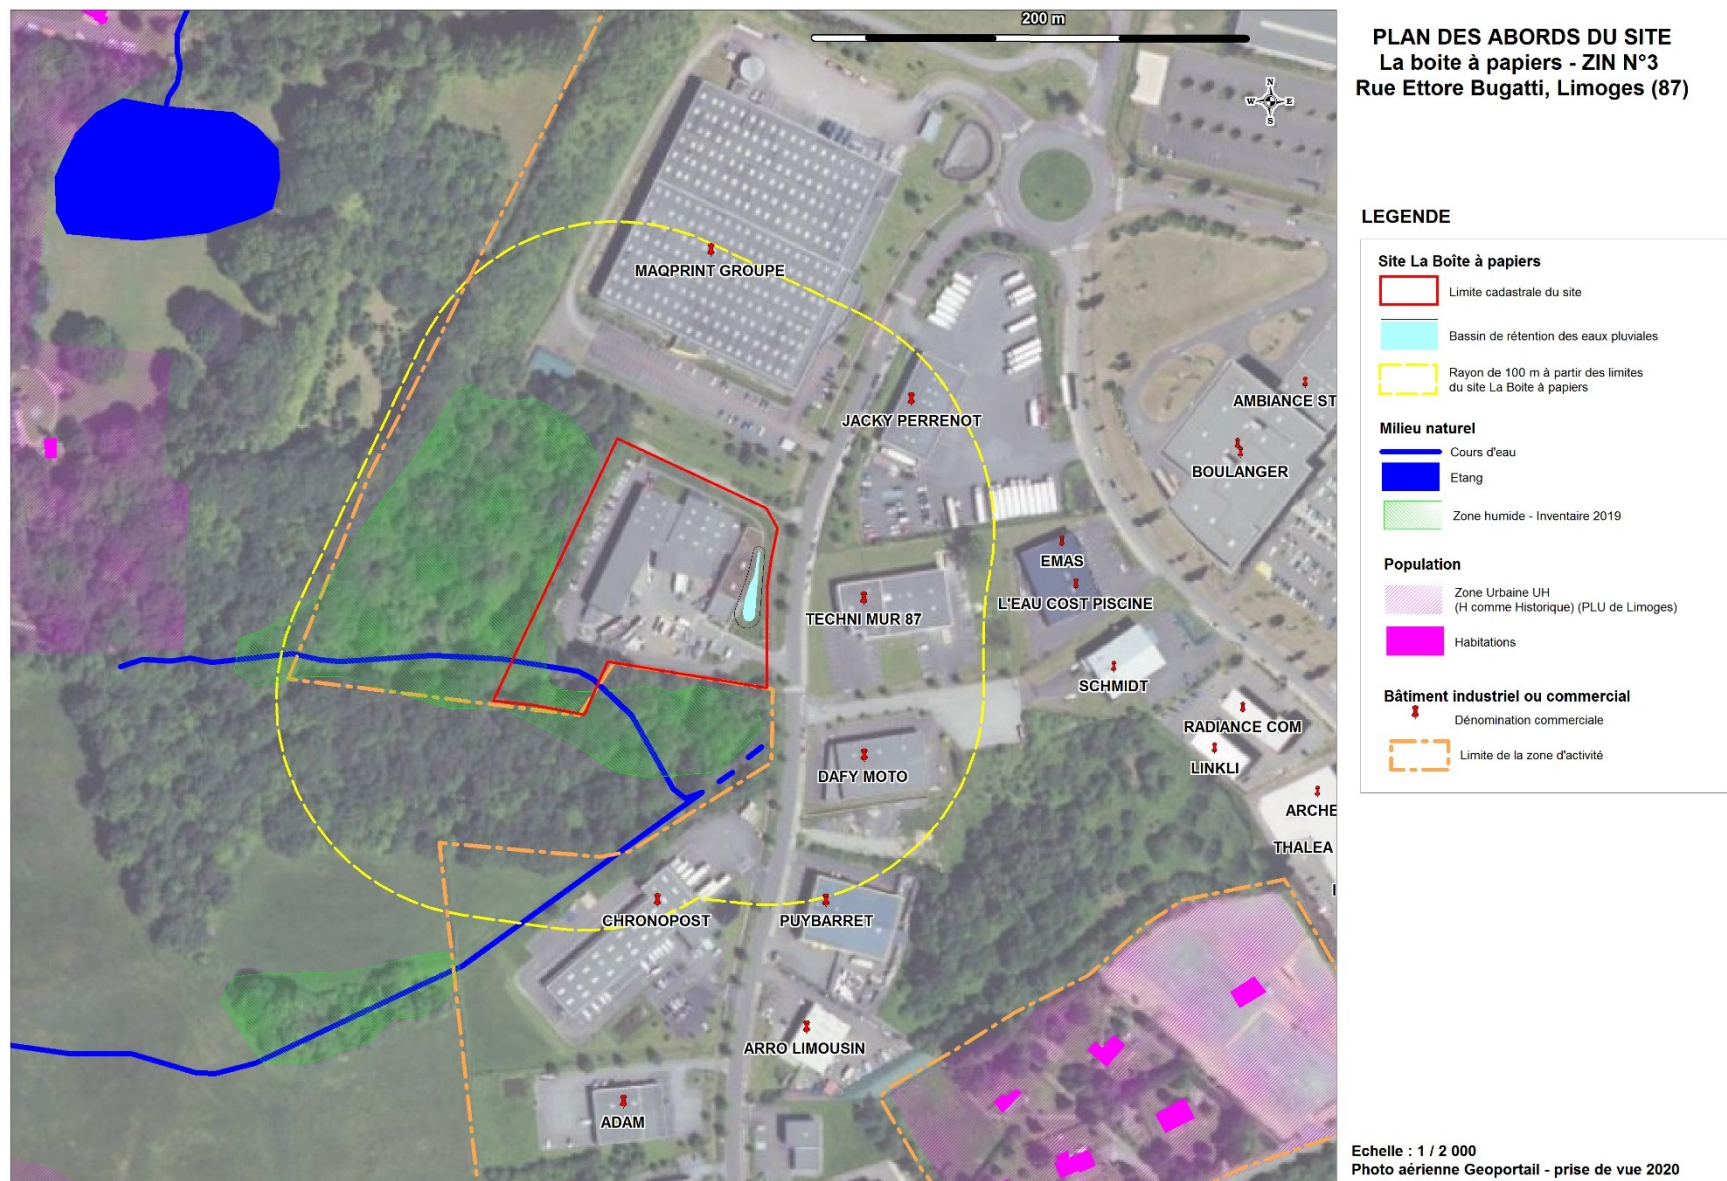 200 m
N
W E
S
PLAN DES ABORDS DU SITE
La boite à papiers - ZIN N°3
Rue Ettore Bugatti, Limoges (87)
MAQPRINT GROUPE
JACKY PERRENOT
AMBIANCE ST
BOULANGER
EMAS
L'EAU COST PISCINE
TECHNI MUR 87
SCHMIDT
RADIANCE COM
LINKLI
DAFY MOTO
ARCHE
THALEA
CHRONOPOST
PUYBARRET
ARRO LIMOUSIN
ADAM
LEGENDE
Site La Boîte à papiers
Limite cadastrale du site
Bassin de rétention des eaux pluviales
Rayon de 100 m à partir des limites
du site La Boite à papiers
Milieu naturel
Cours d'eau
Etang
Zone humide - Inventaire 2019
Population
Zone Urbaine UH
(H comme Historique) (PLU de Limoges)
Habitations
Bâtiment industriel ou commercial
Dénomination commerciale
Limite de la zone d'activité
Echelle : 1 / 2 000
Photo aérienne Geoportail - prise de vue 2020